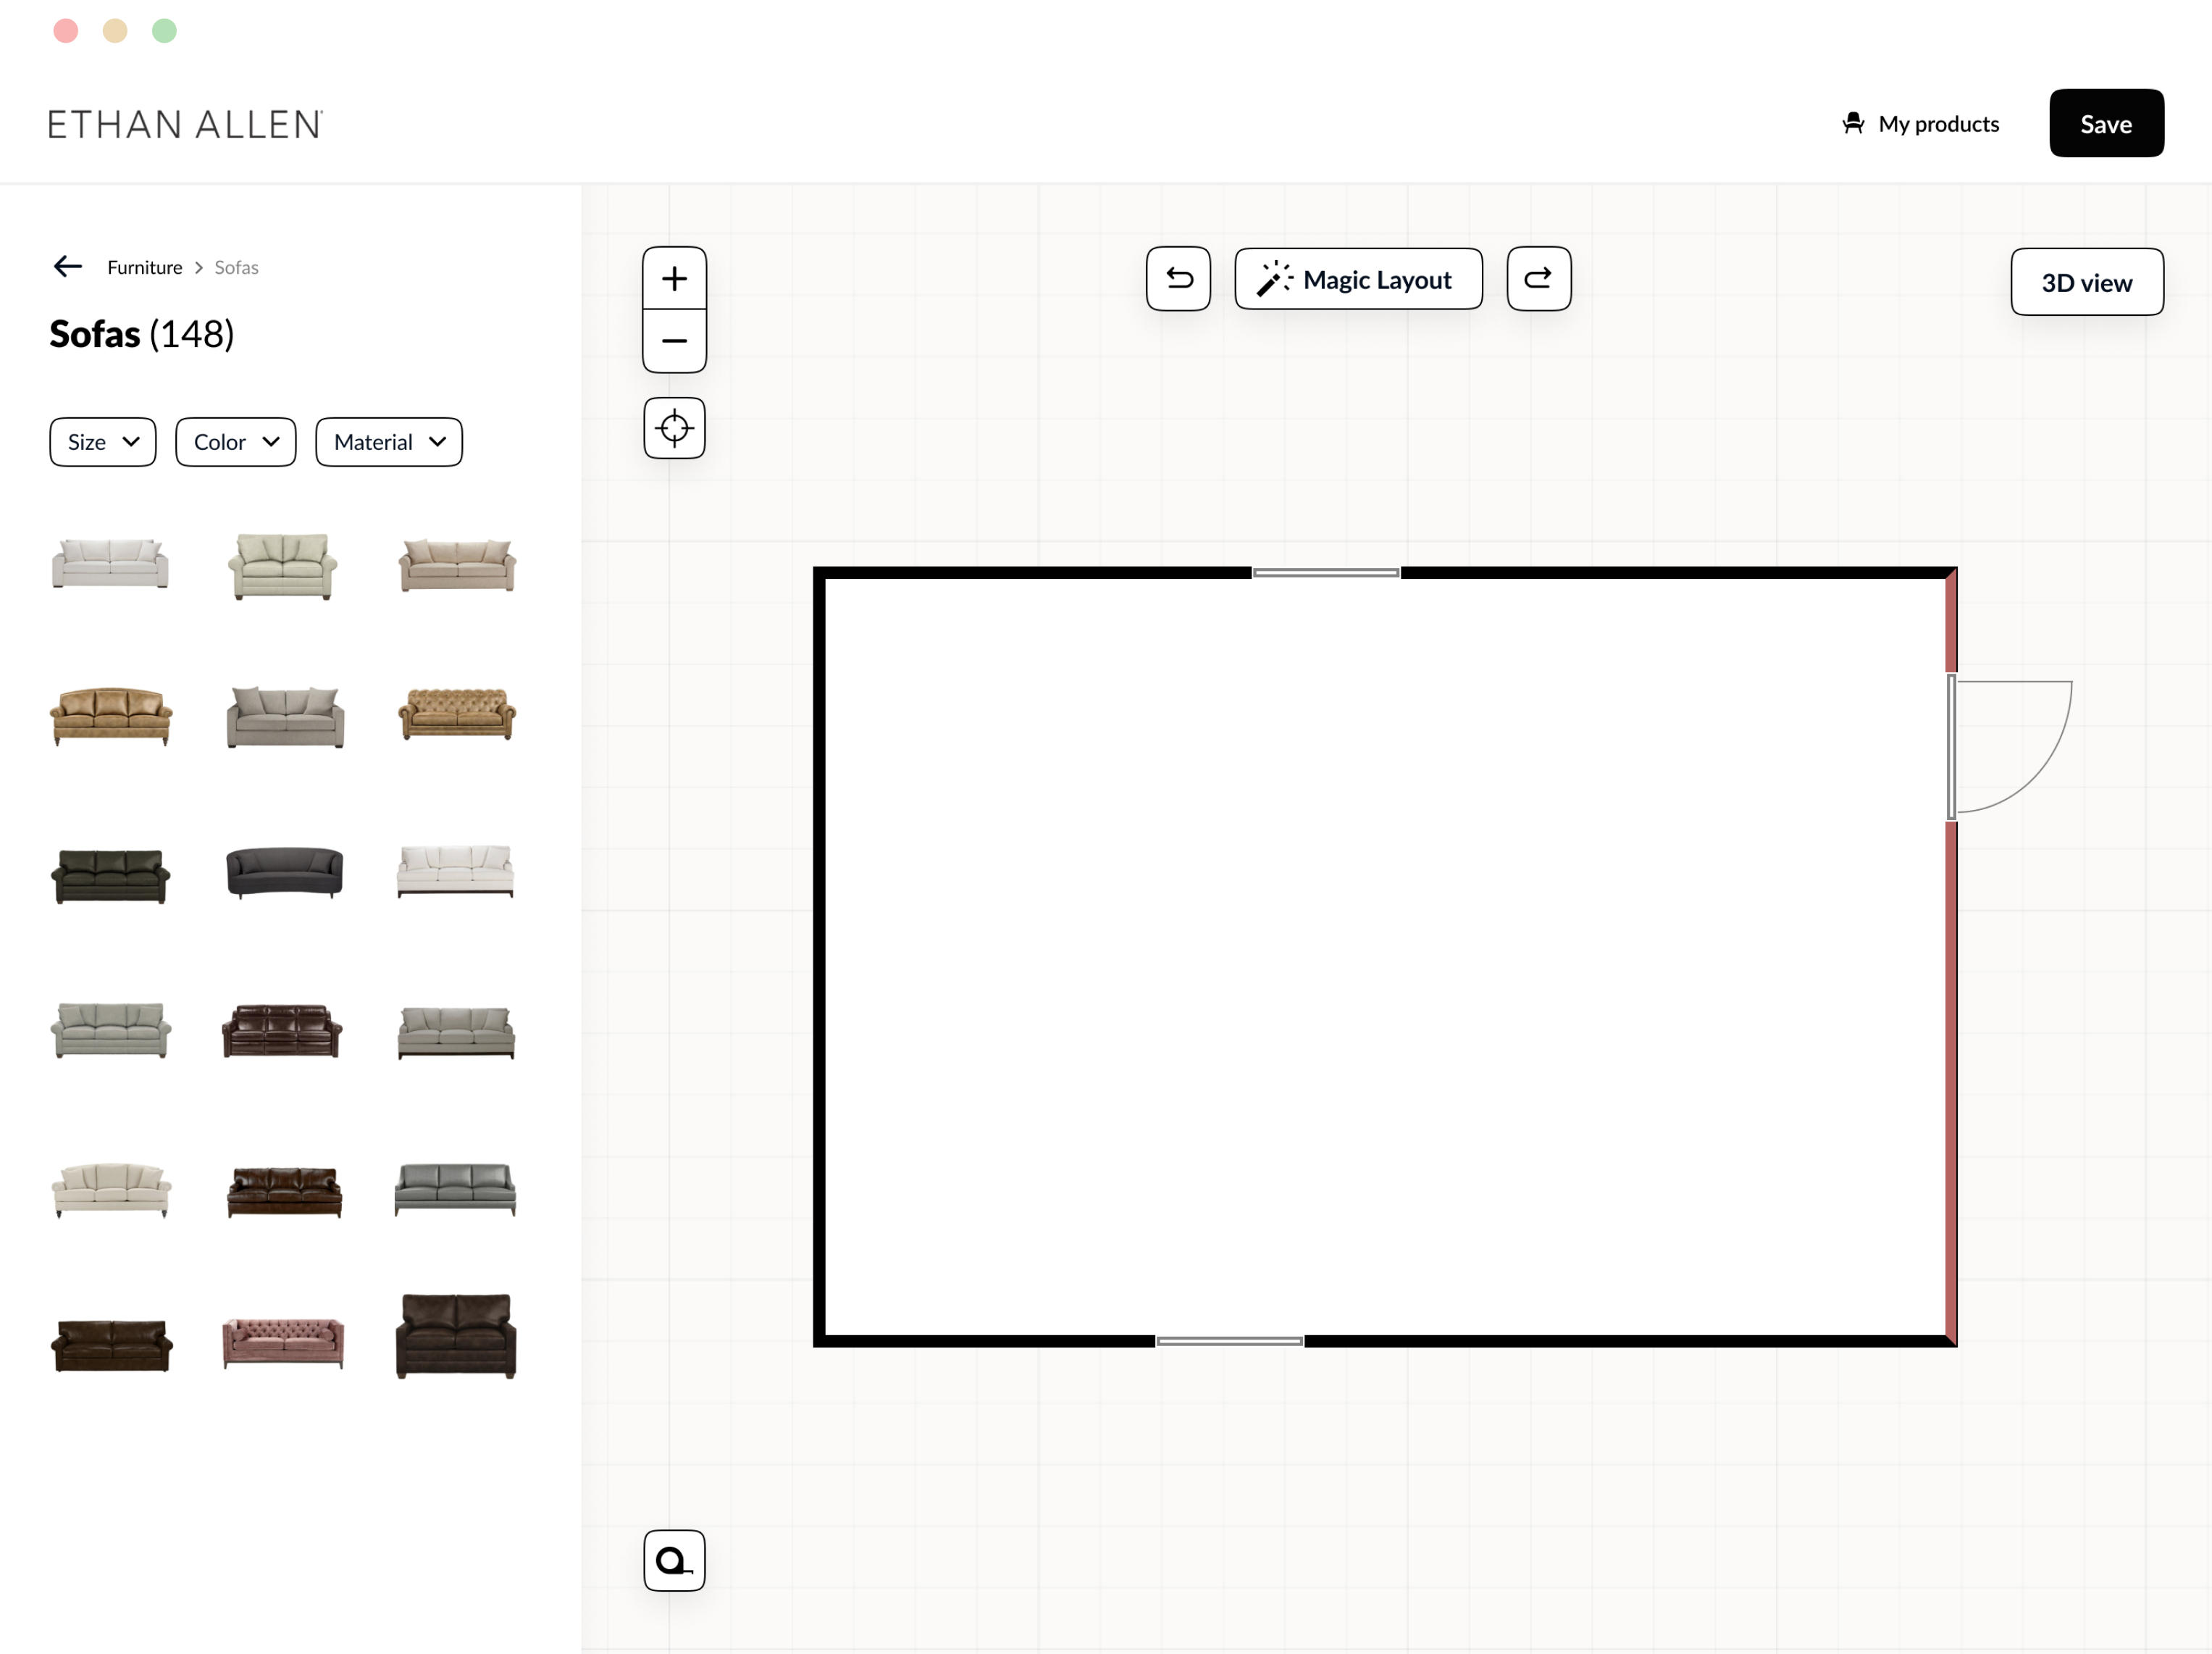 ETHAN ALLEN
My products
Save
Furniture > Sofas
Sofas (148)
Size
Color
Material
Magic Layout
3D view